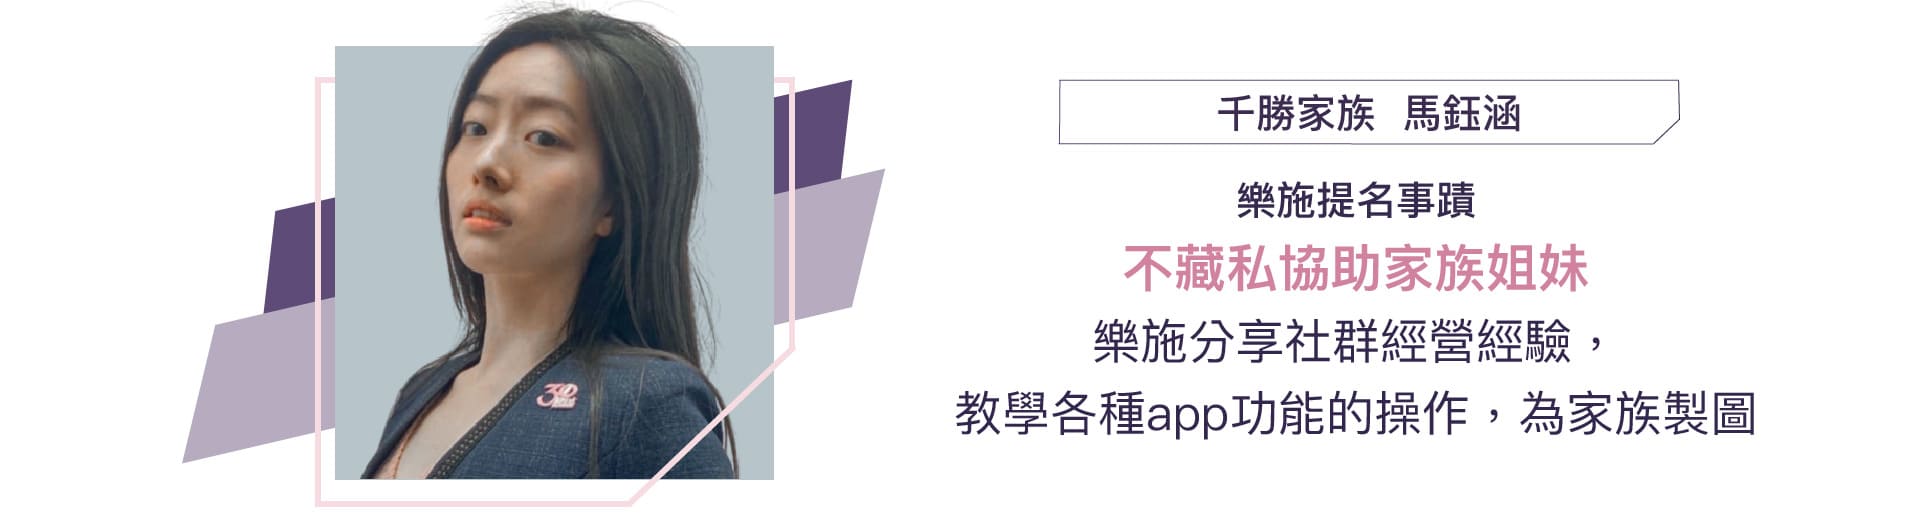 千勝家族 馬鈺涵
樂施提名事蹟
不藏私協助家族姐妹
樂施分享社群經營經驗，
教學各種app功能的操作，為家族製圖